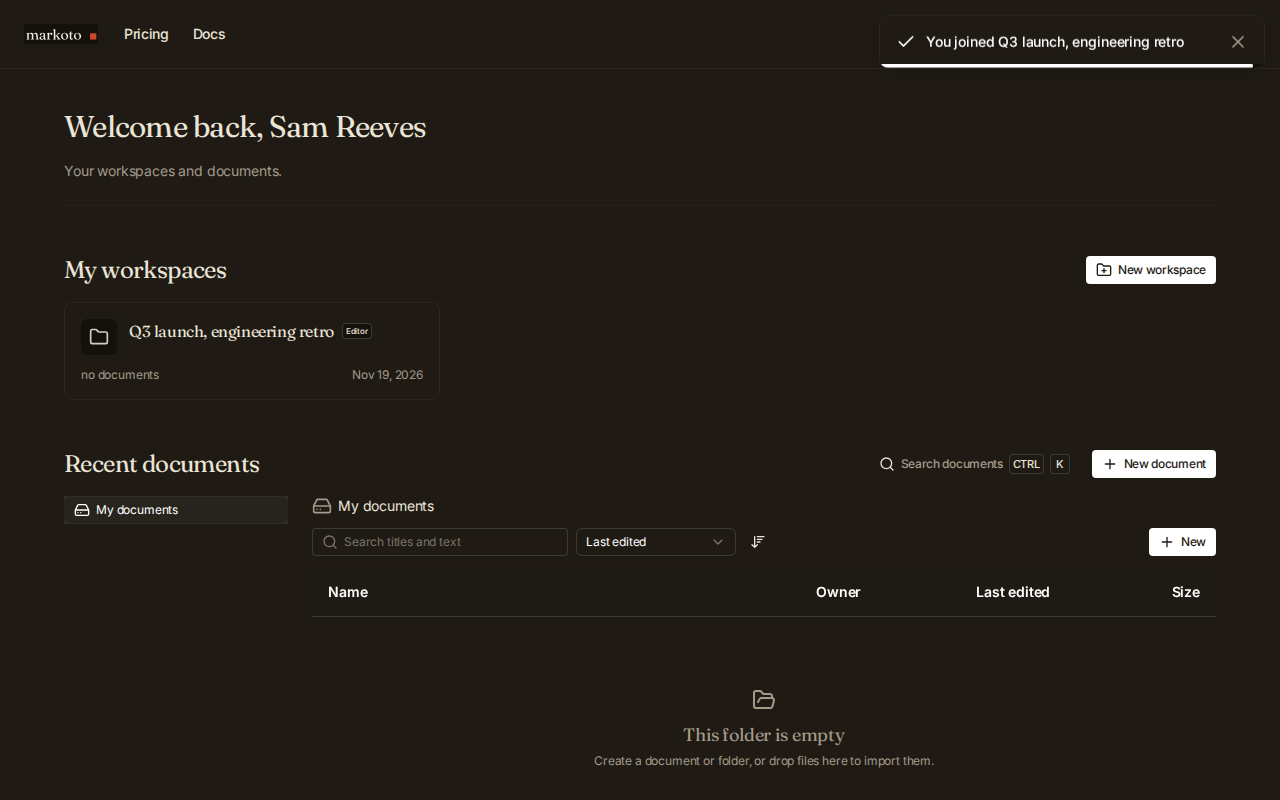 markoto
Pricing
Docs
You joined Q3 launch, engineering retro
Welcome back, Sam Reeves
Your workspaces and documents.
My workspaces
New workspace
Q3 launch, engineering retro
Editor
no documents
Nov 19, 2026
Recent documents
Search documents
CTRL
K
New document
My documents
My documents
Search titles and text
Last edited
New
Name
Owner
Last edited
Size
This folder is empty
Create a document or folder, or drop files here to import them.